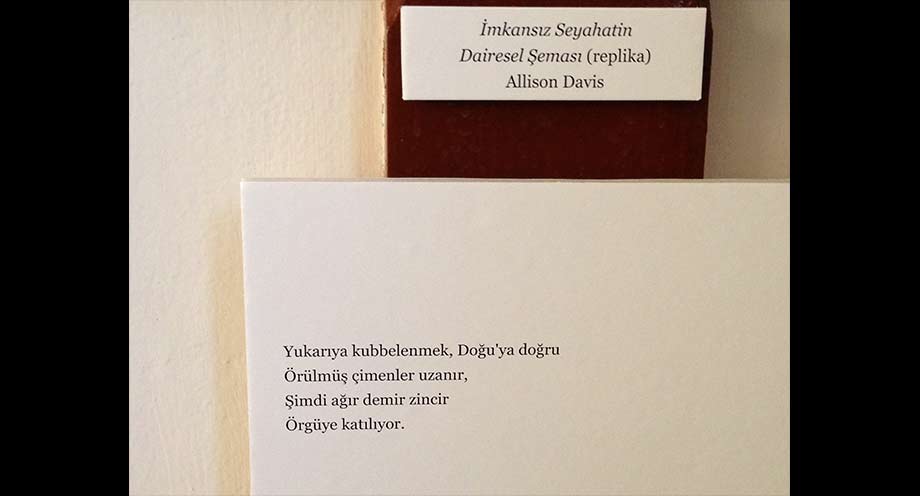 İmkansız Seyahatin
Dairesel Şeması (replika)
Allison Davis
Yukarıya kubbelenmek, Doğu'ya doğru
Örülmüş çimenler uzanır,
Şimdi ağır demir zincir
Örgüye katılıyor.